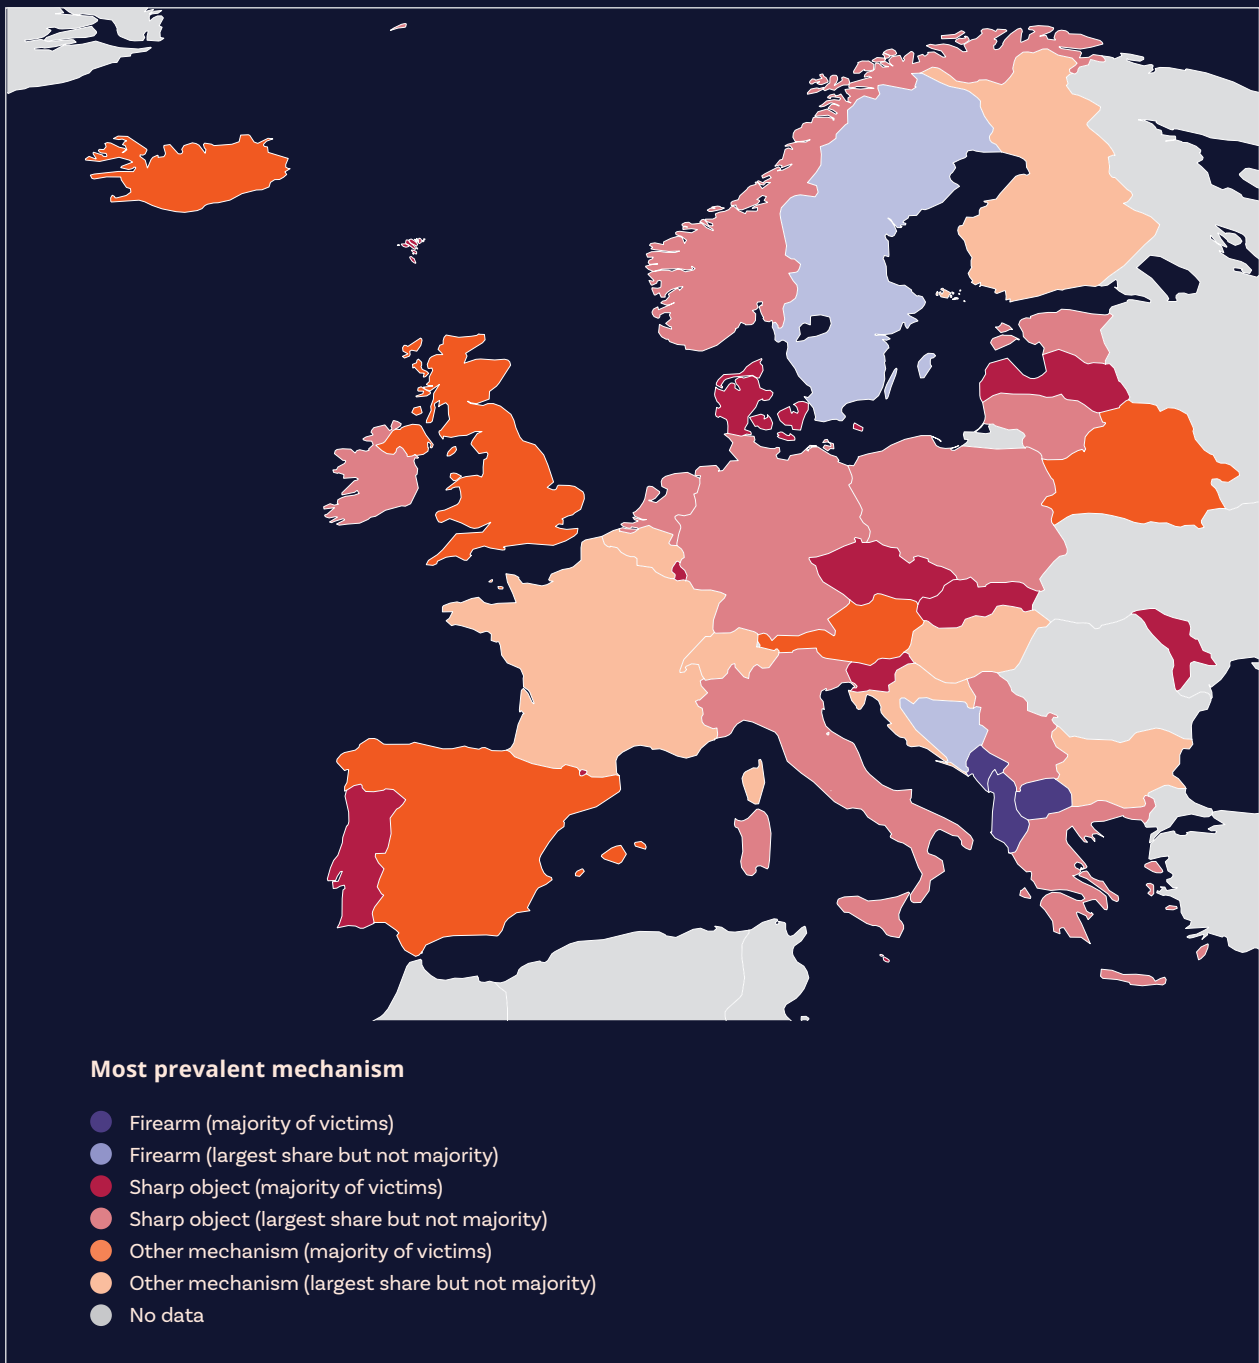 Most prevalent mechanism
Firearm (majority of victims)
Firearm (largest share but not majority)
Sharp object (majority of victims)
Sharp object (largest share but not majority)
Other mechanism (majority of victims)
Other mechanism (largest share but not majority)
No data